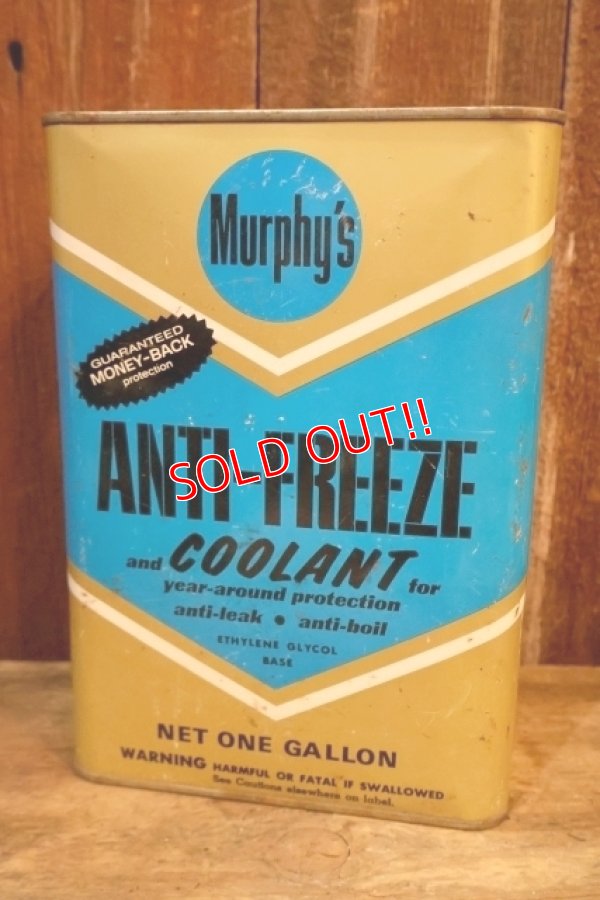 Murphy's
GUARANTEED
MONEY-BACK
protection
ANTI-FREEZE
SOLD OUT!!
and COOLANT for
year-around protection
anti-leak • anti-boil
ETHYLENE GLYCOL
BASE
NET ONE GALLON
WARNING HARMFUL OR FATAL IF SWALLOWED
See Cautions elsewhere on label.